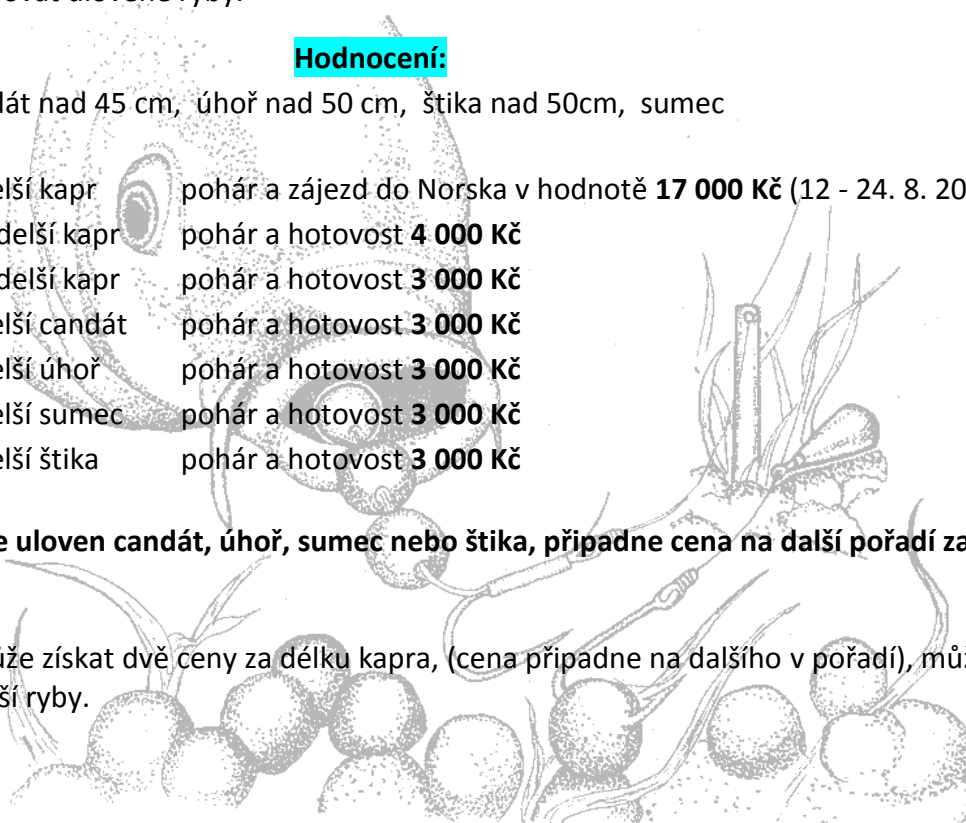 ovat ulovené ryby.
Hodnocení:
dát nad 45 cm, úhoř nad 50 cm, štika nad 50cm, sumec
elší kapr pohár a zájezd do Norska v hodnotě 17 000 Kč (12 - 24. 8. 20
delší kapr pohár a hotovost 4 000 Kč
delší kapr pohár a hotovost 3 000 Kč
elší candát pohár a hotovost 3 000 Kč
elší úhoř pohár a hotovost 3 000 Kč
elší sumec pohár a hotovost 3 000 Kč
elší štika pohár a hotovost 3 000 Kč
e uloven candát, úhoř, sumec nebo štika, připadne cena na další pořadí za
ůže získat dvě ceny za délku kapra, (cena připadne na dalšího v pořadí), můž
ší ryby.